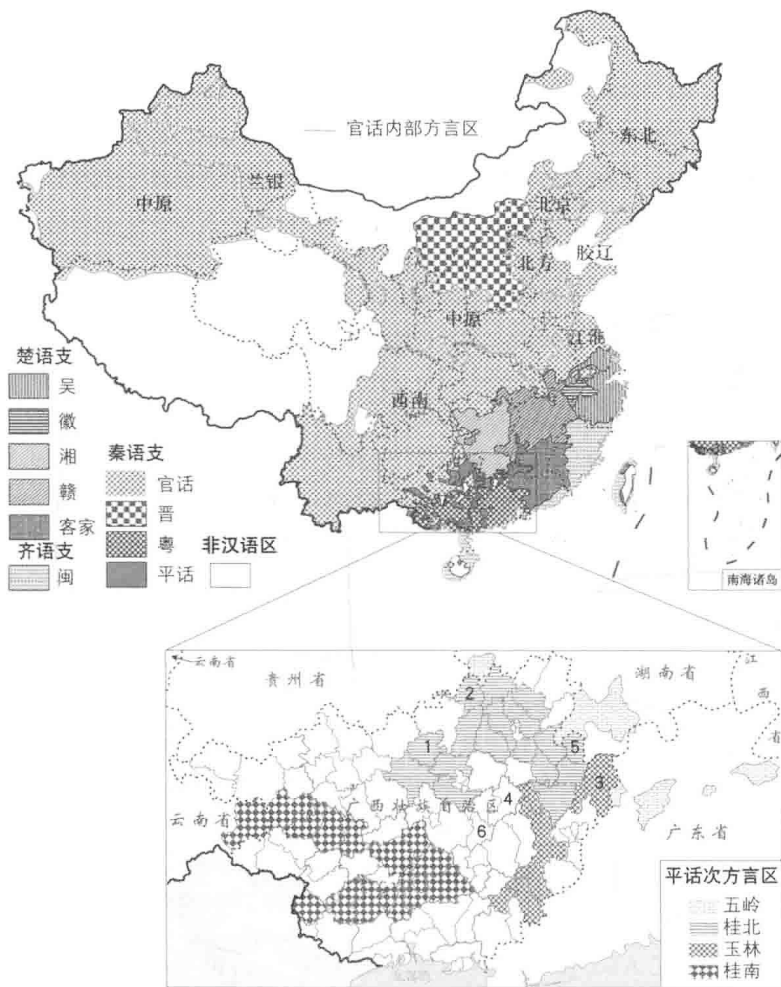 官话内部方言区
东北
兰银
中原
北京
胶辽
北方
中原
江淮
西南
楚语支
吴
徽
湘
赣
客家
齐语支
闽
秦语支
官话
晋
粤
平话
非汉语区
南海诸岛
云南省
贵州省
湖南省
江西省
2
1
5
3
4
6
广西壮族自治区
云南省
广东省
平话次方言区
五岭
桂北
玉林
桂南